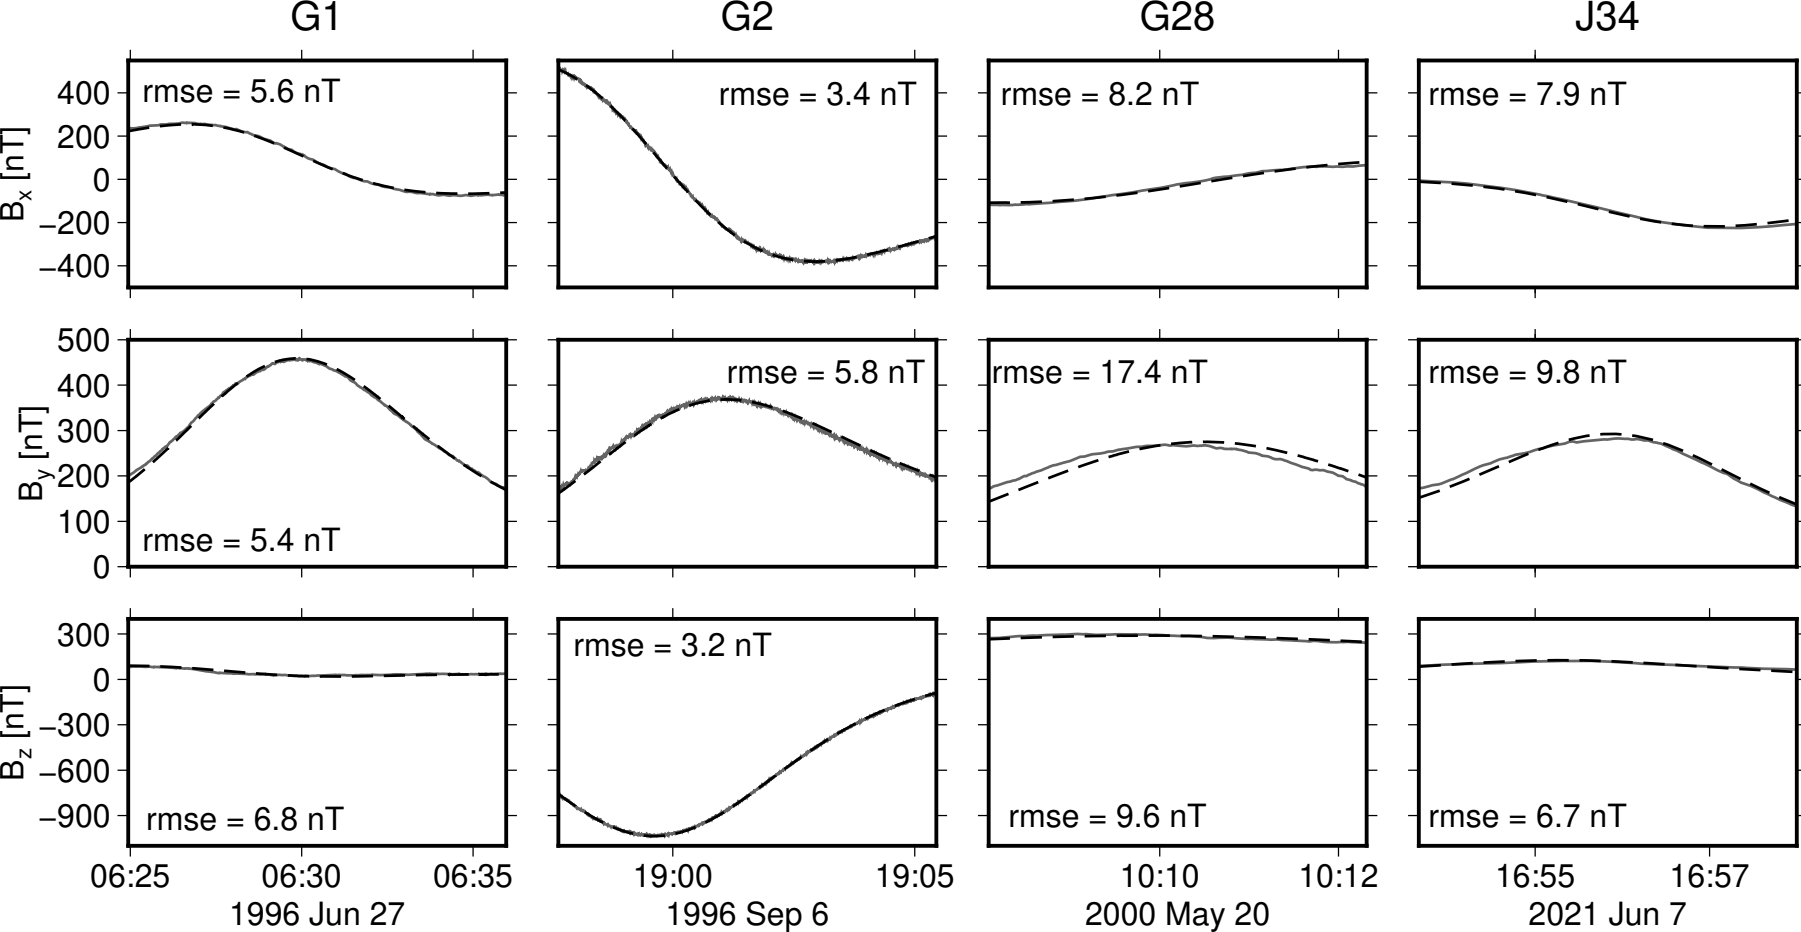 G1 G2 G28 J34
400
200
0
−200
−400
Bx [nT]
rmse = 5.6 nT
rmse = 3.4 nT
rmse = 8.2 nT
rmse = 7.9 nT
500
400
300
200
100
0
By [nT]
rmse = 5.4 nT
rmse = 5.8 nT
rmse = 17.4 nT
rmse = 9.8 nT
300
0
−300
−600
−900
Bz [nT]
rmse = 6.8 nT
rmse = 3.2 nT
rmse = 9.6 nT
rmse = 6.7 nT
06:25 06:30 06:35 19:00 19:05 10:10 10:12 16:55 16:57
1996 Jun 27 1996 Sep 6 2000 May 20 2021 Jun 7